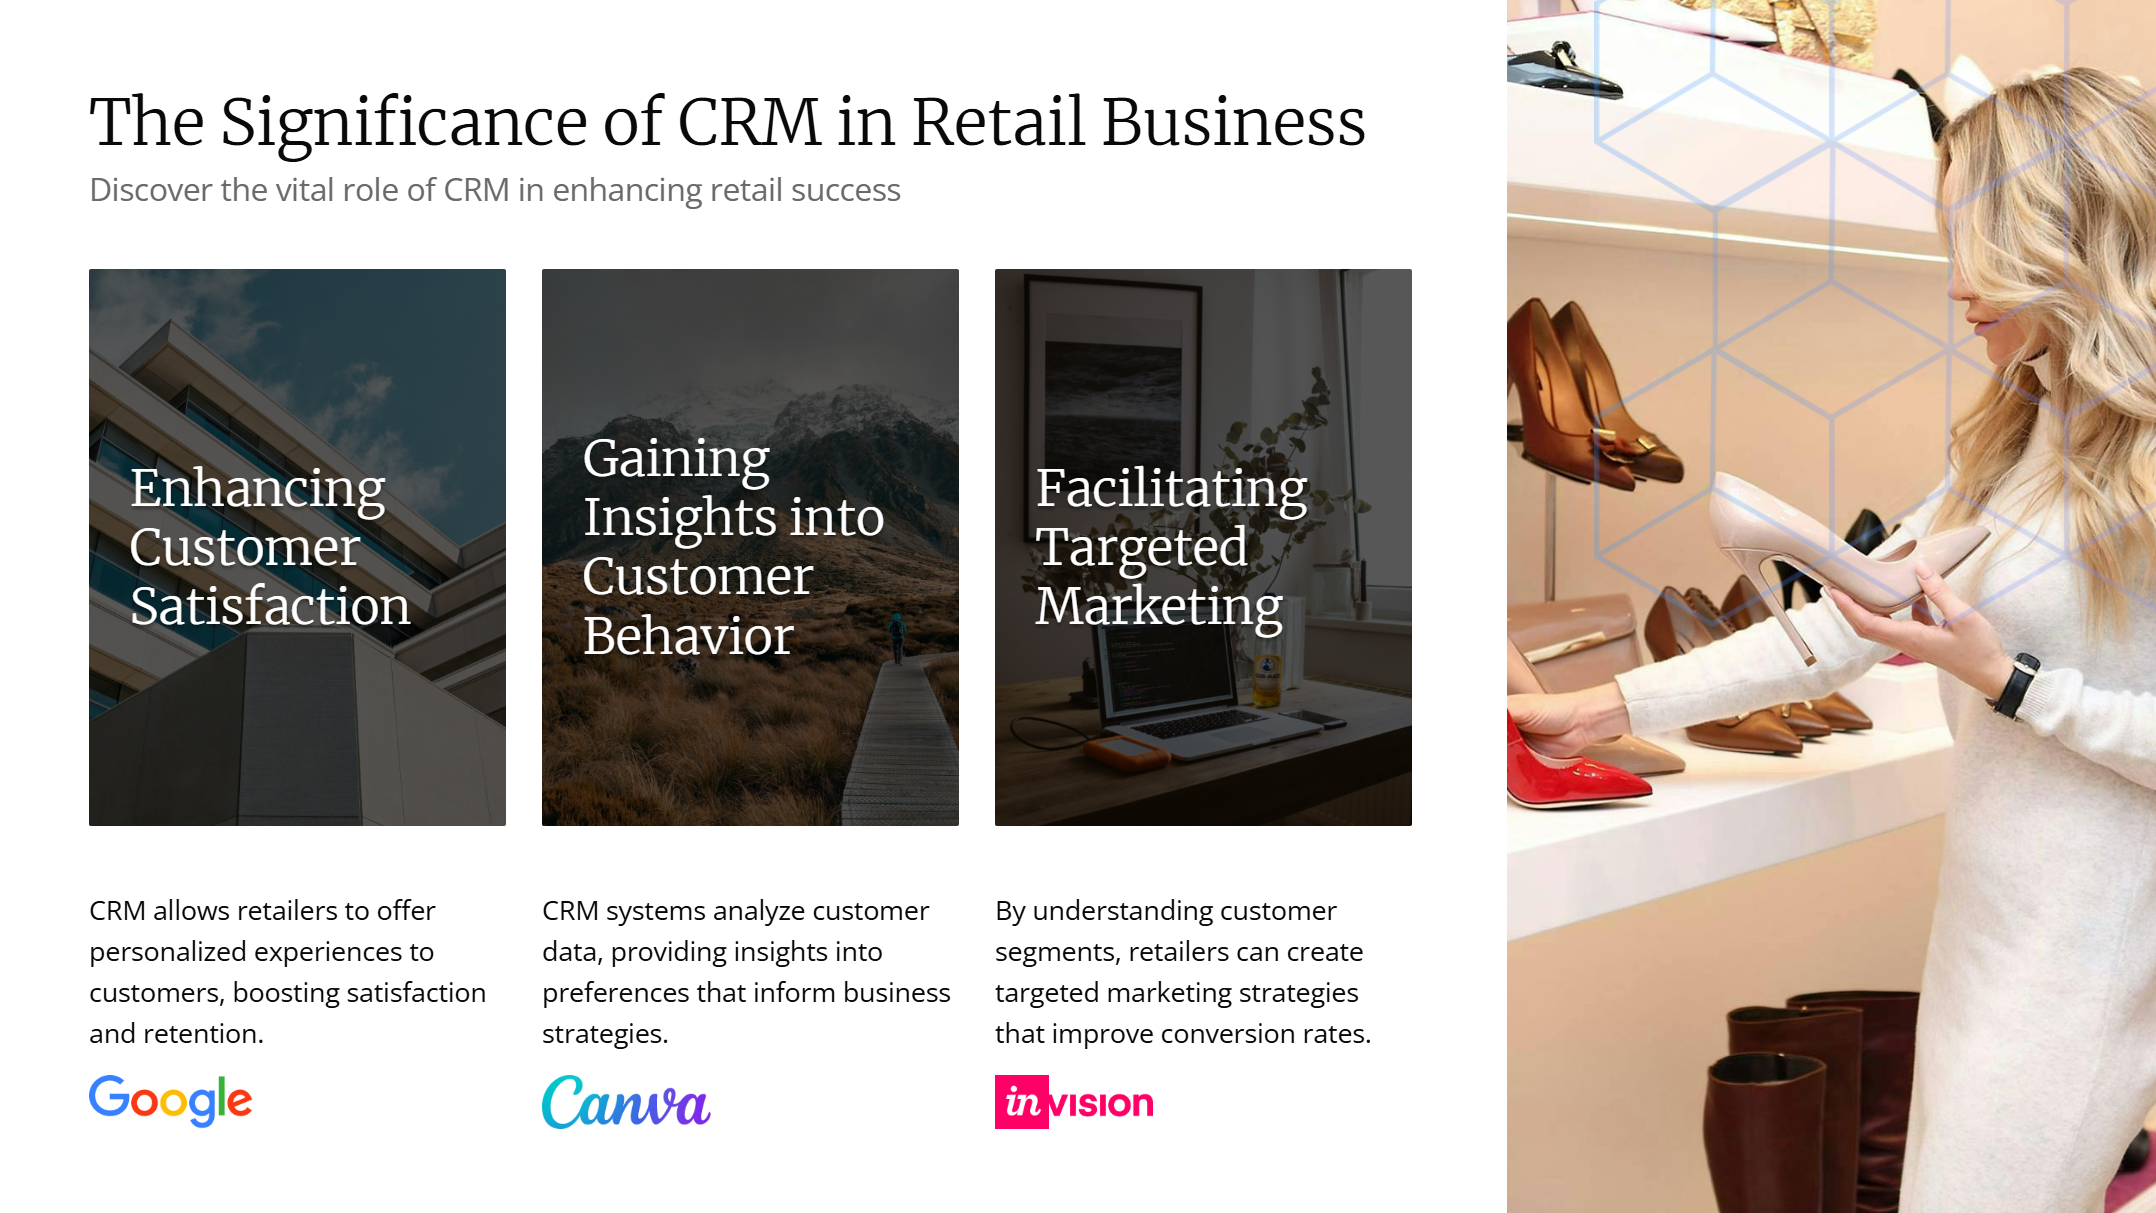 The Significance of CRM in Retail Business
Discover the vital role of CRM in enhancing retail success
Enhancing
Customer
Satisfaction
Gaining
Insights into
Customer
Behavior
Facilitating
Targeted
Marketing
CRM allows retailers to offer
personalized experiences to
customers, boosting satisfaction
and retention.
CRM systems analyze customer
data, providing insights into
preferences that inform business
strategies.
By understanding customer
segments, retailers can create
targeted marketing strategies
that improve conversion rates.
Google
Canva
invision